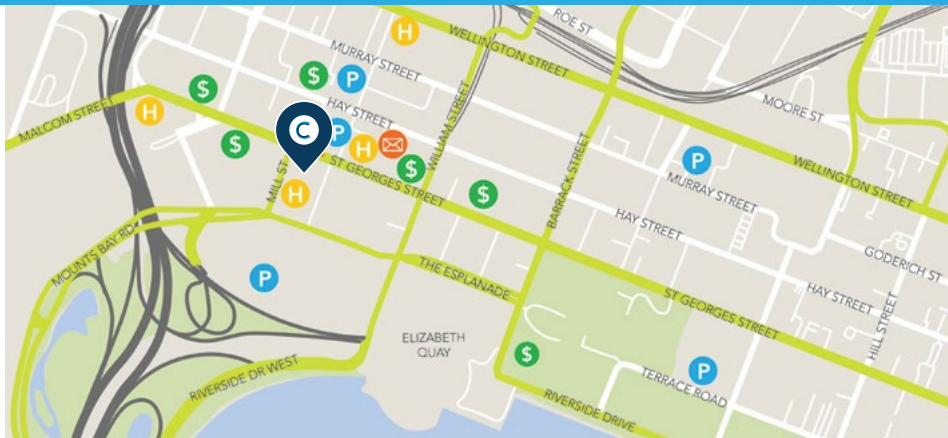 ROE ST
WELLINGTON STREET
H
MURRAY STREET
$
P
$
HAY STREET
MOORE ST
MALCOM STREET
H
C
P
H
$
WILLIAM STREET
$
ST GEORGES STREET
BARRACK STREET
P
WELLINGTON STREET
MURRAY STREET
MILL ST
H
$
HAY STREET
MOUNTS BAY RD
GODERICH ST
P
THE ESPLANADE
ST GEORGES STREET
HAY STREET
HILL STREET
ELIZABETH
QUAY
$
P
RIVERSIDE DR WEST
TERRACE ROAD
RIVERSIDE DRIVE